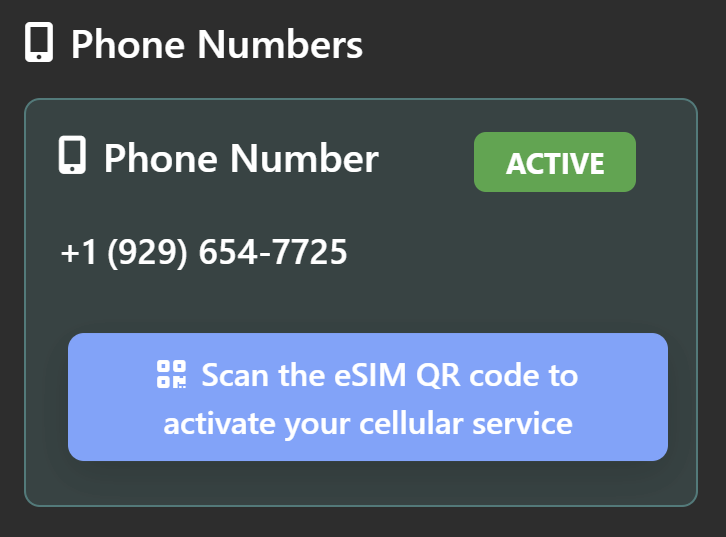 Phone Numbers
Phone Number
ACTIVE
+1 (929) 654-7725
Scan the eSIM QR code to
activate your cellular service